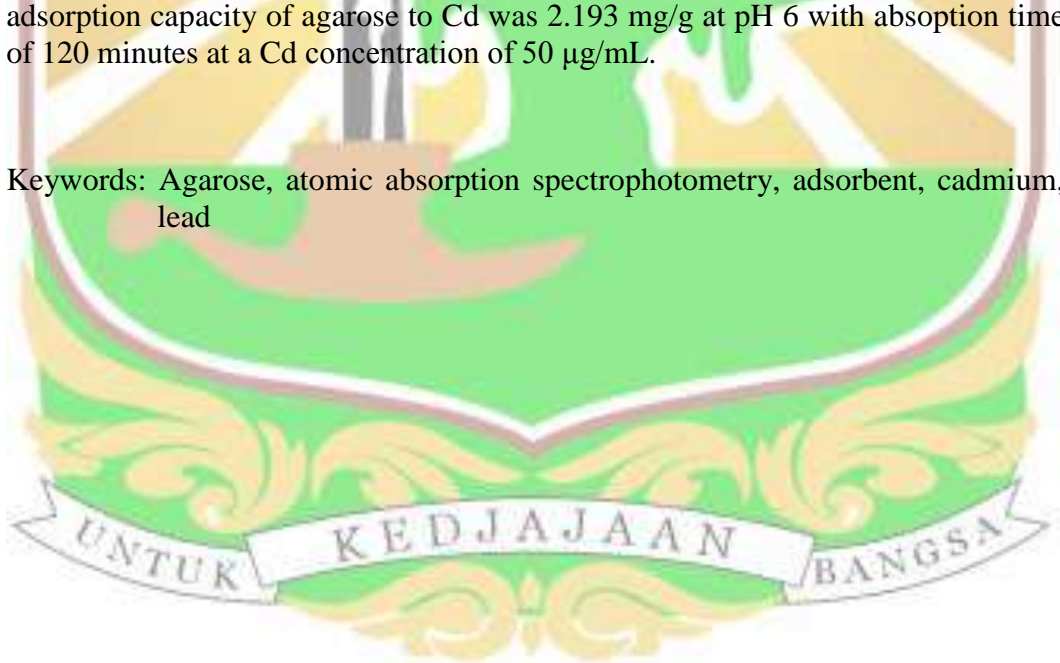 adsorption capacity of agarose to Cd was 2.193 mg/g at pH 6 with absoption time
of 120 minutes at a Cd concentration of 50 μg/mL.
Keywords: Agarose, atomic absorption spectrophotometry, adsorbent, cadmium,
lead
UNTUK KEDJAJAAN BANGSA